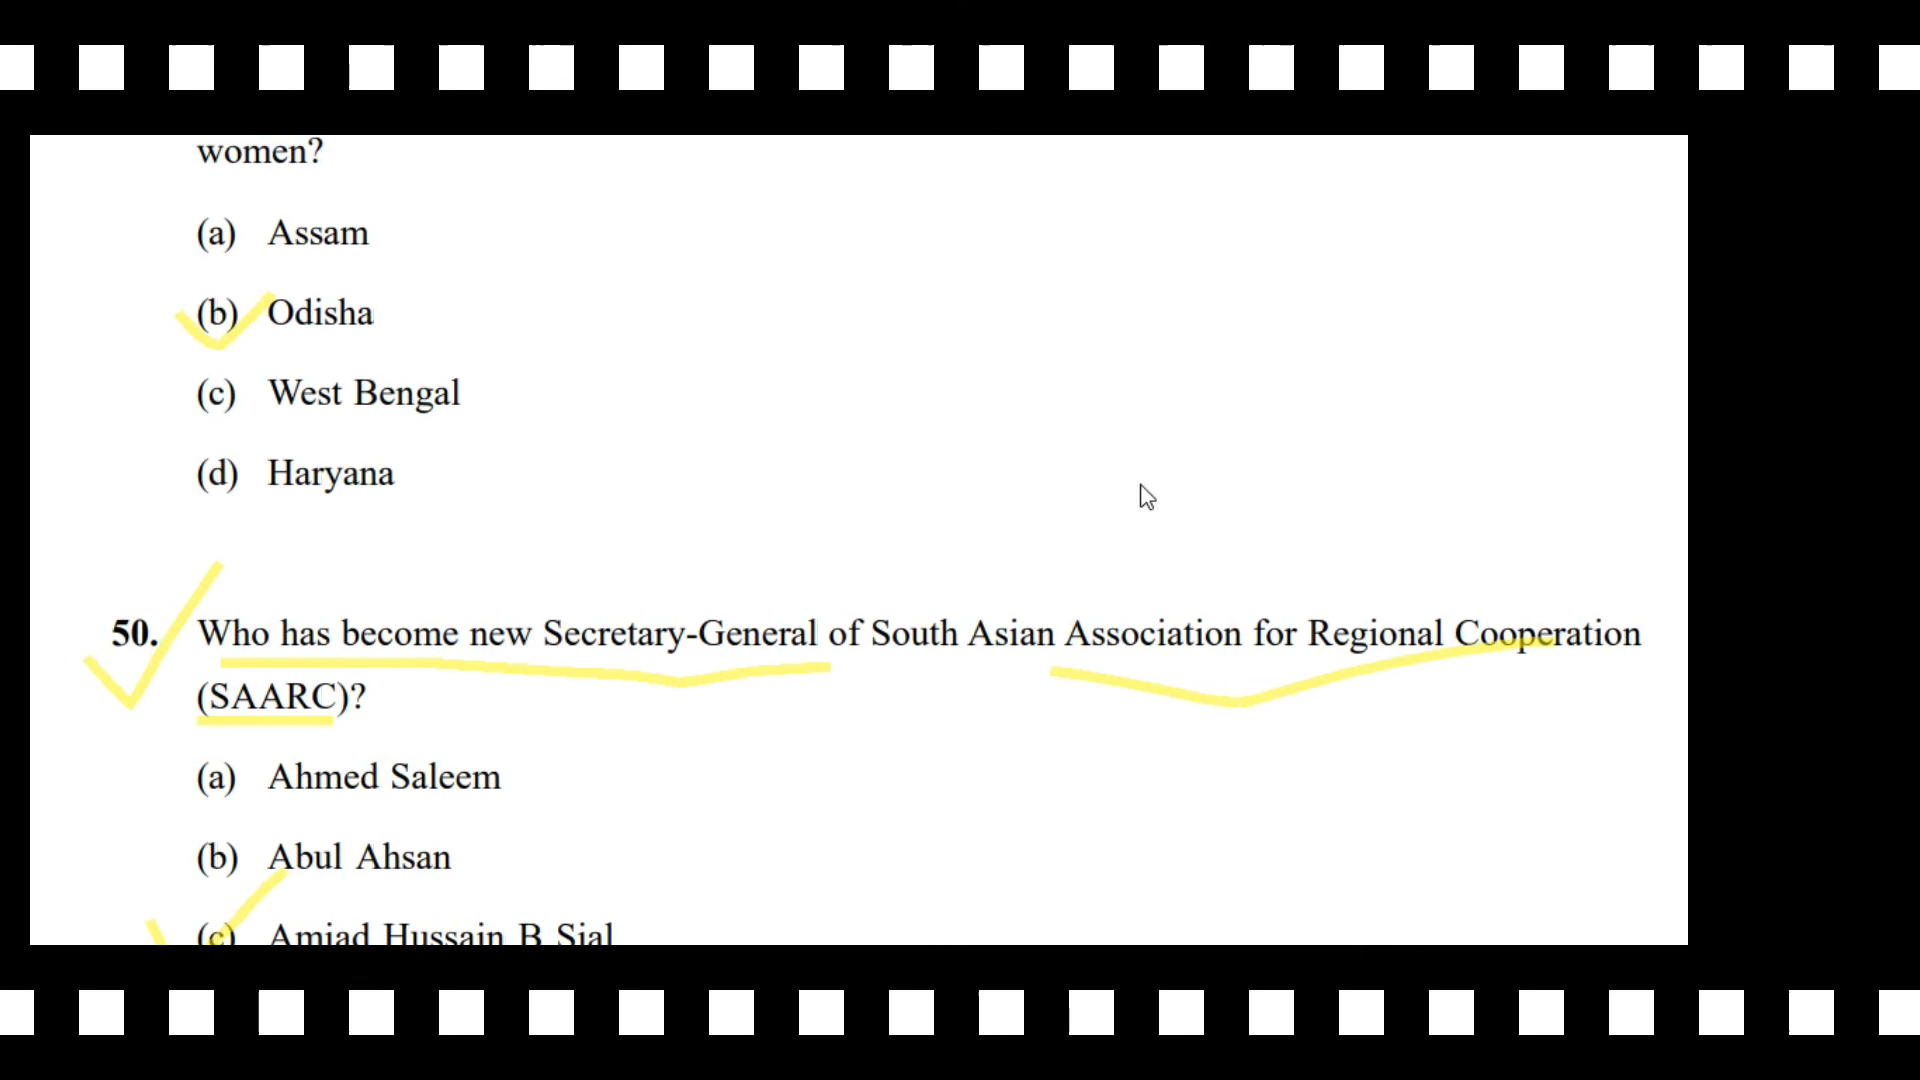 women?
(a) Assam
(b) Odisha
(c) West Bengal
(d) Haryana
50. Who has become new Secretary-General of South Asian Association for Regional Cooperation
(SAARC)?
(a) Ahmed Saleem
(b) Abul Ahsan
(c) Amjad Hussain B Sial